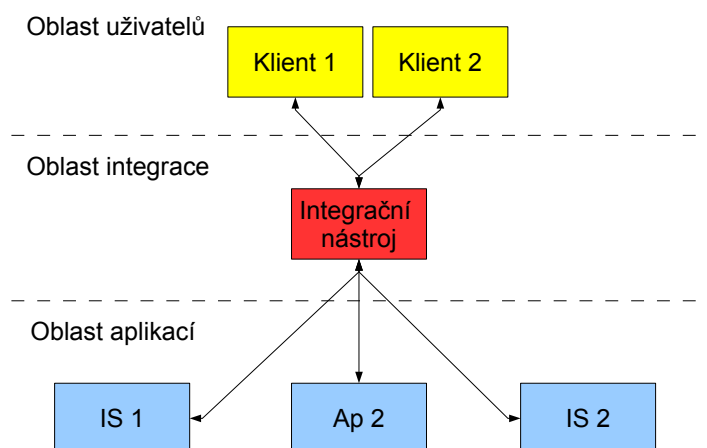 Oblast uživatelů
Klient 1
Klient 2
Oblast integrace
Integrační
nástroj
Oblast aplikací
IS 1
Ap 2
IS 2